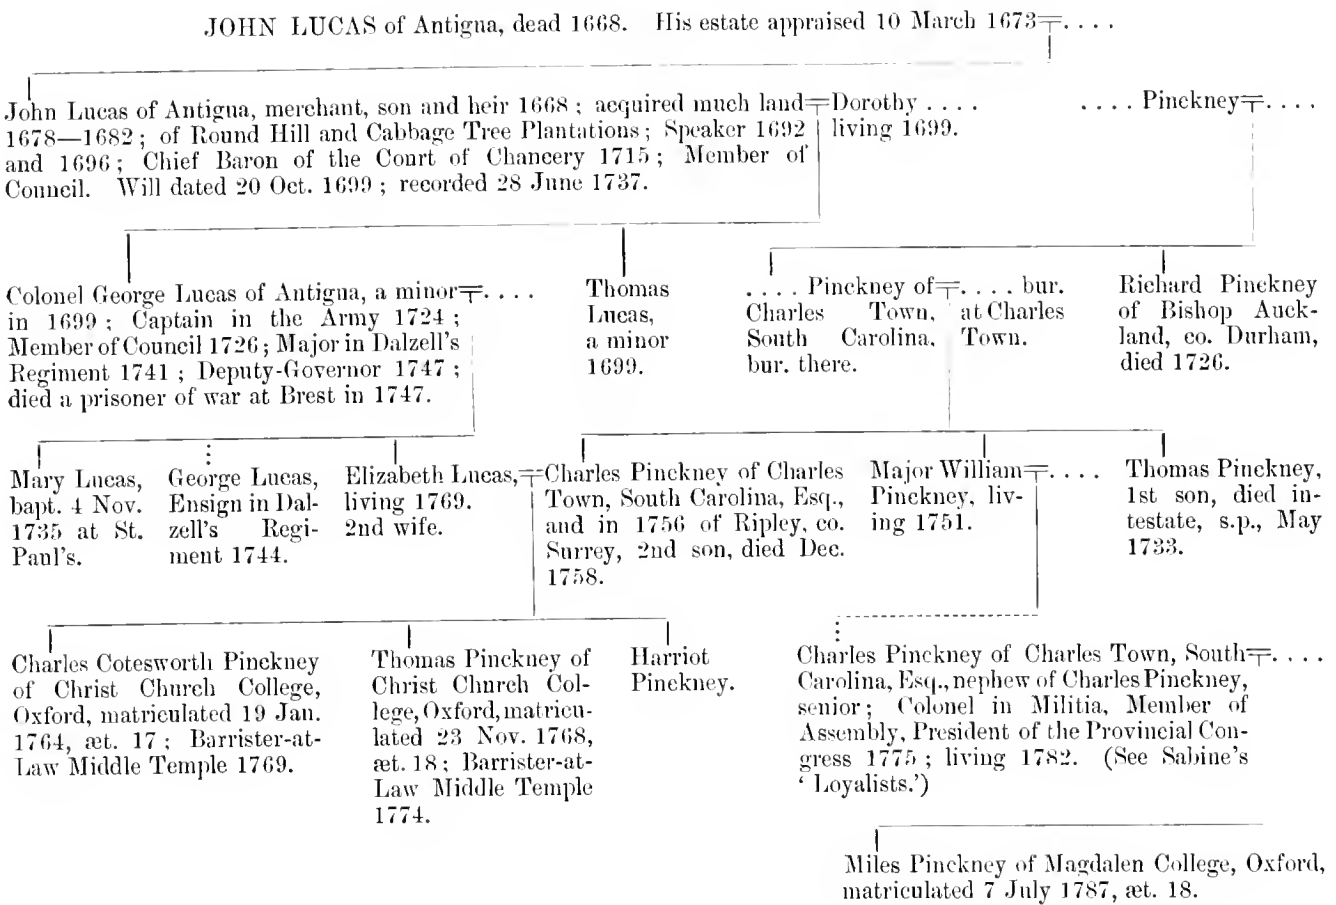 JOHN LUCAS of Antigua, dead 1668. His estate appraised 10 March 1673=....
John Lucas of Antigua, merchant, son and heir 1668 ; acquired much land=
1678—1682 ; of Round Hill and Cabbage Tree Plantations ; Speaker 1692
and 1696 ; Chief Baron of the Court of Chancery 1715 ; Member of
Council. Will dated 20 Oct. 1699 ; recorded 28 June 1737.
Dorothy ....
living 1699.
.... Pinckney=....
Colonel George Lucas of Antigua, a minor=....
in 1699 ; Captain in the Army 1724 ;
Member of Council 1726 ; Major in Dalzell's
Regiment 1741 ; Deputy-Governor 1747 ;
died a prisoner of war at Brest in 1747.
Thomas
Lucas,
a minor
1699.
.... Pinckney of=
Charles Town,
South Carolina,
bur. there.
.... bur.
at Charles
Town.
Richard Pinckney
of Bishop Auck-
land, co. Durham,
died 1726.
Mary Lucas,
bapt. 4 Nov.
1735 at St.
Paul's.
George Lucas,
Ensign in Dal-
zell's Regi-
ment 1744.
Elizabeth Lucas,=
living 1769.
2nd wife.
Charles Pinckney of Charles
Town, South Carolina, Esq.,
and in 1756 of Ripley, co.
Surrey, 2nd son, died Dec.
1758.
Major William=....
Pinckney, liv-
ing 1751.
Thomas Pinckney,
1st son, died in-
testate, s.p., May
1733.
Charles Cotesworth Pinckney
of Christ Church College,
Oxford, matriculated 19 Jan.
1764, æt. 17 ; Barrister-at-
Law Middle Temple 1769.
Thomas Pinckney of
Christ Church Col-
lege, Oxford, matricu-
lated 23 Nov. 1768,
æt. 18 ; Barrister-at-
Law Middle Temple
1774.
Harriot
Pinckney.
Charles Pinckney of Charles Town, South=....
Carolina, Esq., nephew of Charles Pinckney,
senior ; Colonel in Militia, Member of
Assembly, President of the Provincial Con-
gress 1775 ; living 1782. (See Sabine's
' Loyalists.')
Miles Pinckney of Magdalen College, Oxford,
matriculated 7 July 1787, æt. 18.